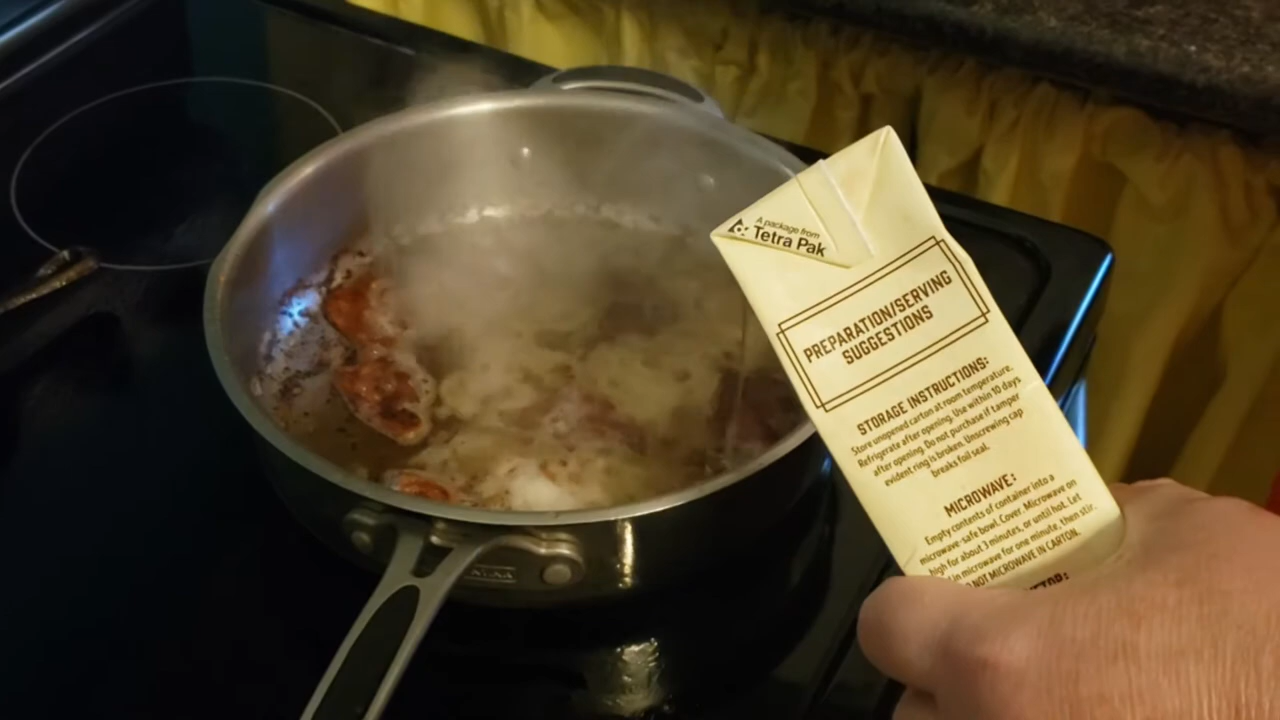 A package from
Tetra Pak
PREPARATION/SERVING
SUGGESTIONS
STORAGE INSTRUCTIONS:
Store unopened carton at room temperature.
Refrigerate after opening. Use within 10 days
after opening. Do not purchase if tamper
evident ring is broken. Unscrewing cap
breaks foil seal.
MICROWAVE:
Empty contents of container into a
microwave-safe bowl. Cover. Microwave on
high for about 3 minutes, or until hot. Let
in microwave for one minute, then stir.
NOT MICROWAVE IN CARTON.